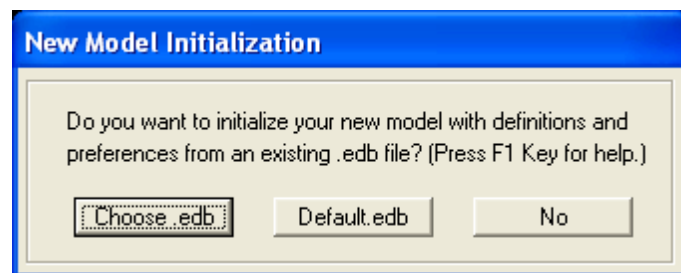 New Model Initialization
Do you want to initialize your new model with definitions and
preferences from an existing .edb file? (Press F1 Key for help.)
Choose .edb Default.edb No